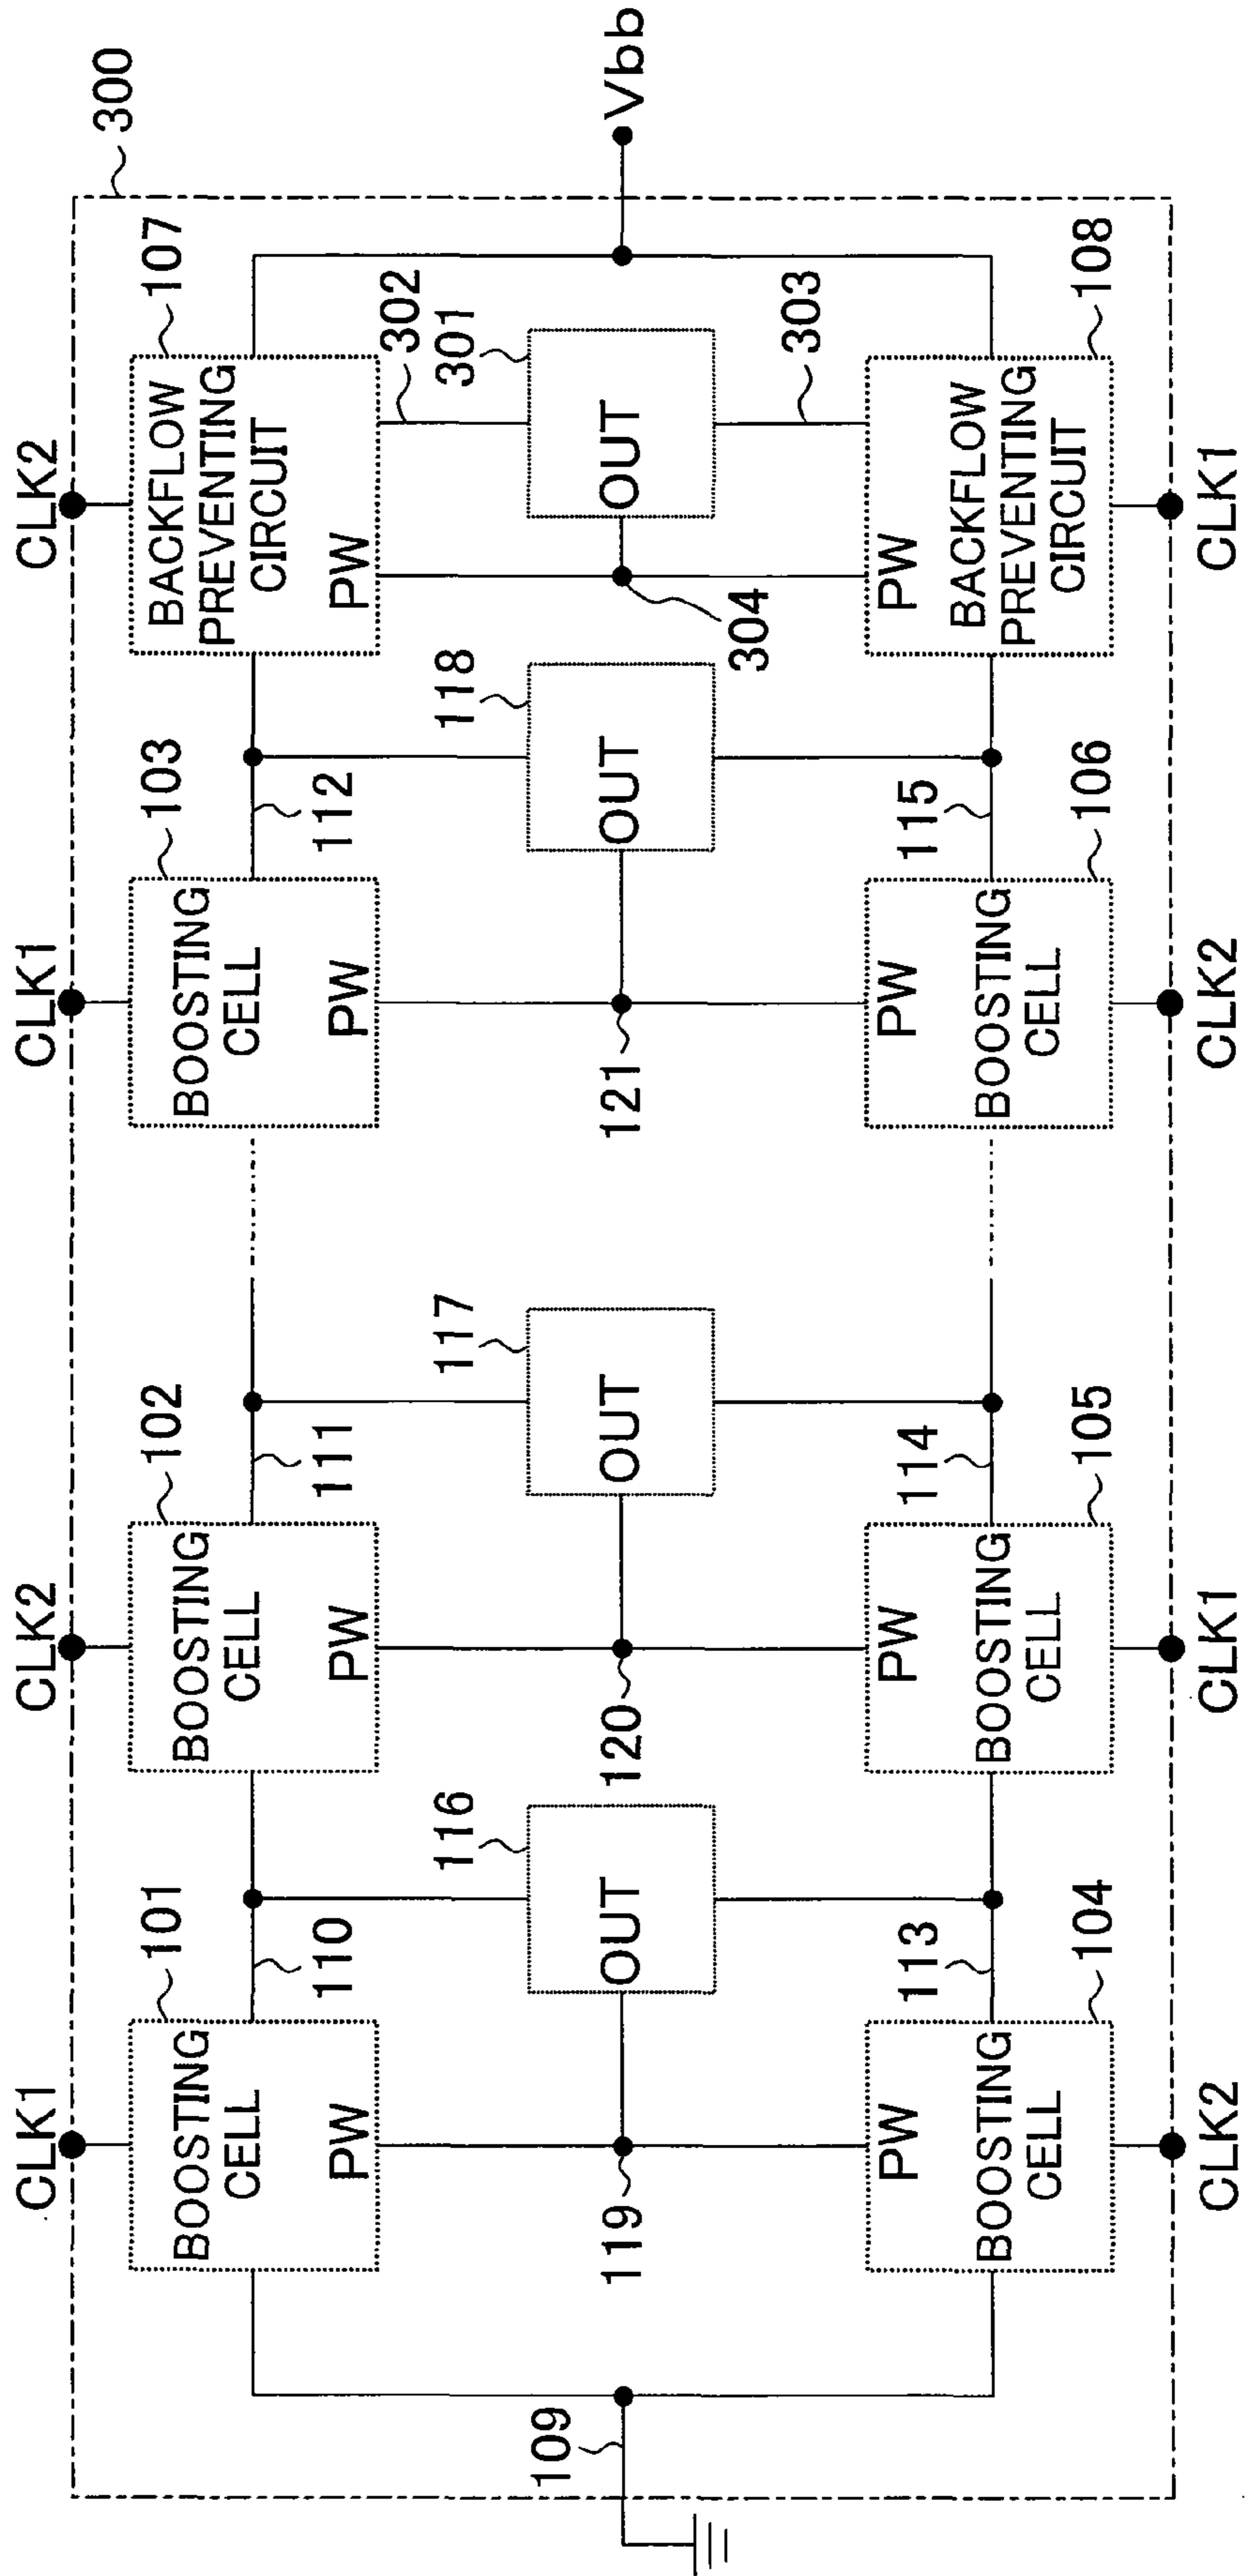 300
CLK1
CLK2
CLK1
CLK2
101
102
103
107
BOOSTING
CELL
PW
BOOSTING
CELL
PW
BOOSTING
CELL
PW
BACKFLOW
PREVENTING
CIRCUIT
PW
110
111
112
302
116
117
118
301
109
119
OUT
120
OUT
121
OUT
304
OUT
Vbb
113
114
115
303
104
105
106
108
PW
BOOSTING
CELL
PW
BOOSTING
CELL
PW
BOOSTING
CELL
PW
BACKFLOW
PREVENTING
CIRCUIT
CLK2
CLK1
CLK2
CLK1